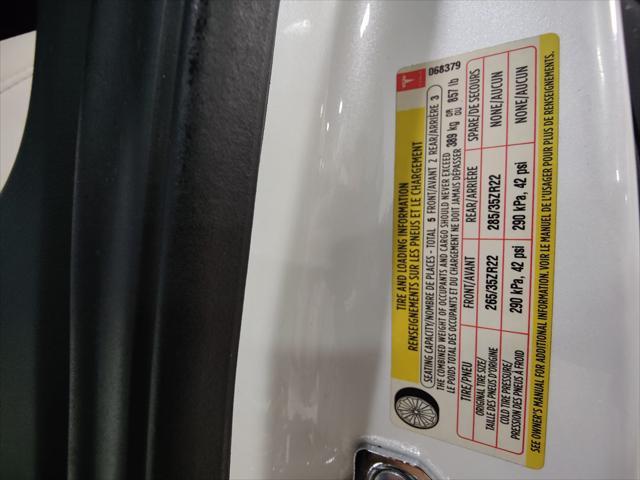 D68379
TIRE AND LOADING INFORMATION
RENSEIGNEMENTS SUR LES PNEUS ET LE CHARGEMENT
SEATING CAPACITY/NOMBRE DE PLACES - TOTAL 5 FRONT/AVANT 2 REAR/ARRIÈRE 3
THE COMBINED WEIGHT OF OCCUPANTS AND CARGO SHOULD NEVER EXCEED 389 kg OR 857 lb
LE POIDS TOTAL DES OCCUPANTS ET DU CHARGEMENT NE DOIT JAMAIS DÉPASSER OU
TIRE/PNEU FRONT/AVANT REAR/ARRIÈRE SPARE/DE SECOURS
ORIGINAL TIRE SIZE/ 265/35ZR22 285/35ZR22 NONE/AUCUN
TAILLE DU PNEUS D'ORIGINE
COLD TIRE PRESSURE/ 290 kPa, 42 psi 290 kPa, 42 psi NONE/AUCUN
PRESSION DES PNEUS À FROID
SEE OWNER'S MANUAL FOR ADDITIONAL INFORMATION. VOIR LE MANUEL DE L'USAGER POUR PLUS DE RENSEIGNEMENTS.